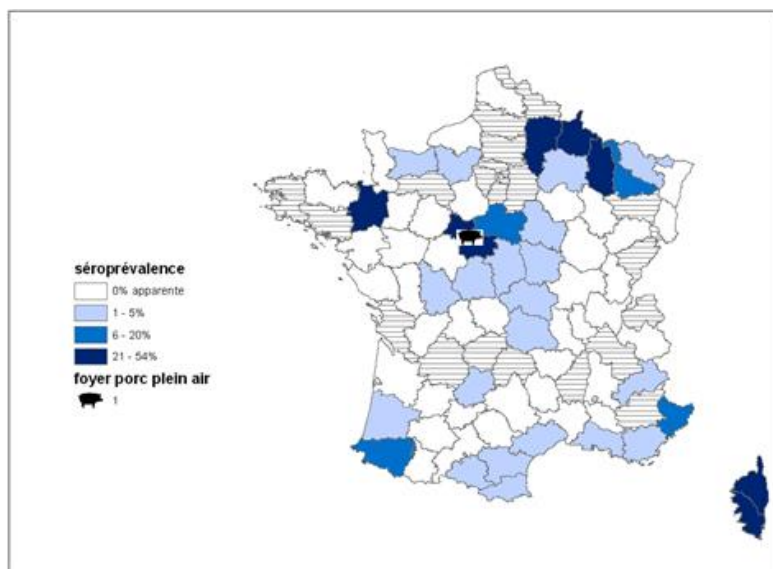 séroprévalence
0% apparente
1 - 5%
6 - 20%
21 - 54%
foyer porc plein air
1